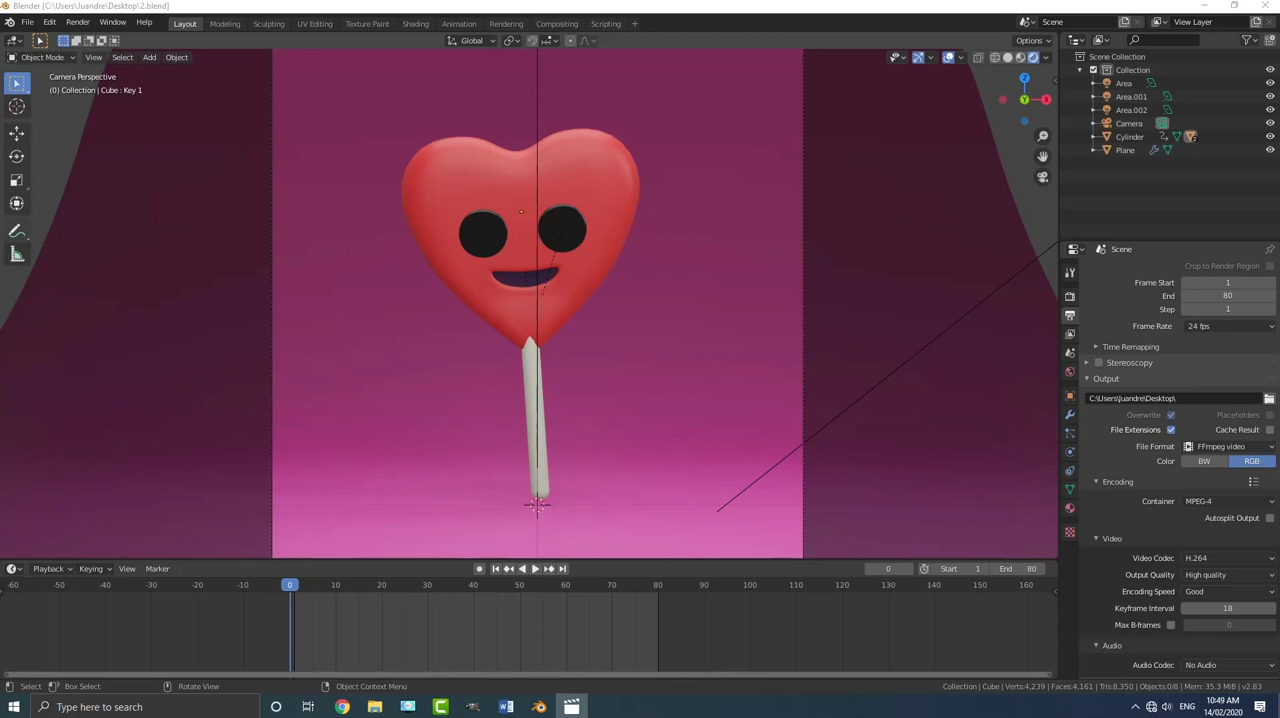 Blender [C:\Users\Juandre\Desktop\2.blend]
File Edit Render Window Help Layout Modeling Sculpting UV Editing Texture Paint Shading Animation Rendering Compositing Scripting + Scene View Layer
Global Options
Object Mode View Select Add Object
Camera Perspective
(0) Collection | Cube : Key 1
Z
Y
X
Scene Collection
Collection
Area
Area.001
Area.002
Camera
Cylinder
Plane
Scene
Crop to Render Region
Frame Start 1
End 80
Step 1
Frame Rate 24 fps
Time Remapping
Stereoscopy
Output
C:\Users\Juandre\Desktop\
Overwrite Placeholders
File Extensions Cache Result
File Format FFmpeg video
Color BW RGB
Encoding
Container MPEG-4
Autosplit Output
Video
Video Codec H.264
Output Quality High quality
Encoding Speed Good
Keyframe Interval 18
Max B-frames 0
Audio
Audio Codec No Audio
Playback Keying View Marker 0 Start 1 End 80
-60 -50 -40 -30 -20 -10 0 10 20 30 40 50 60 70 80 90 100 110 120 130 140 150 160
Select Box Select Rotate View Object Context Menu Collection | Cube | Verts:4,239 | Faces:4,161 | Tris:8,350 | Objects:0/8 | Mem: 35.3 MiB | v2.83
Type here to search ENG 10:49 AM
14/02/2020